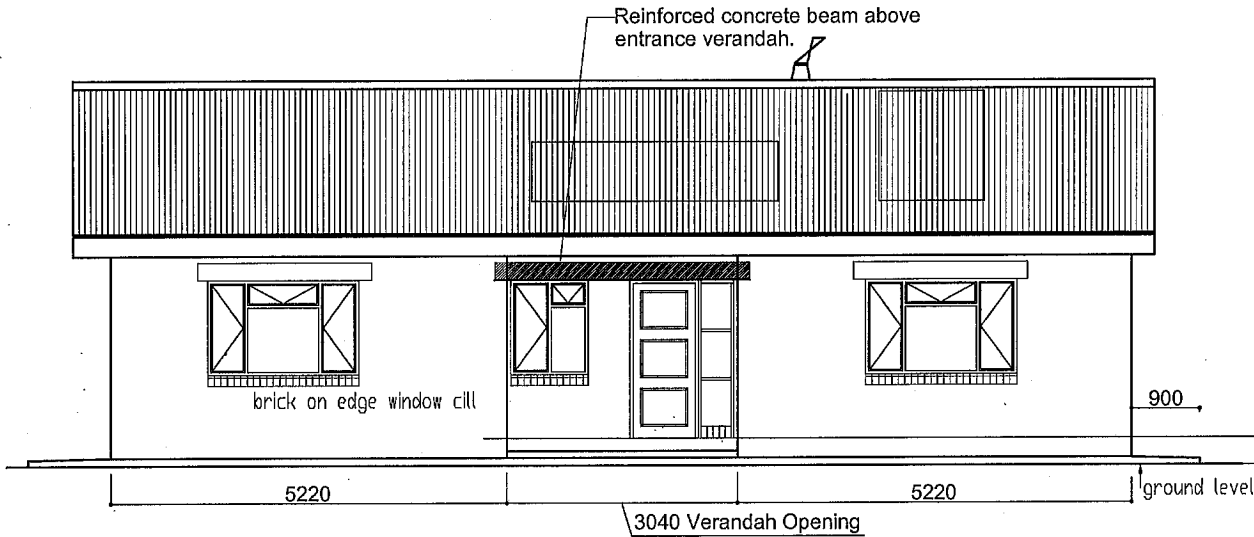 Reinforced concrete beam above
entrance verandah.
brick on edge window cill
900
5220
5220
ground level
3040 Verandah Opening